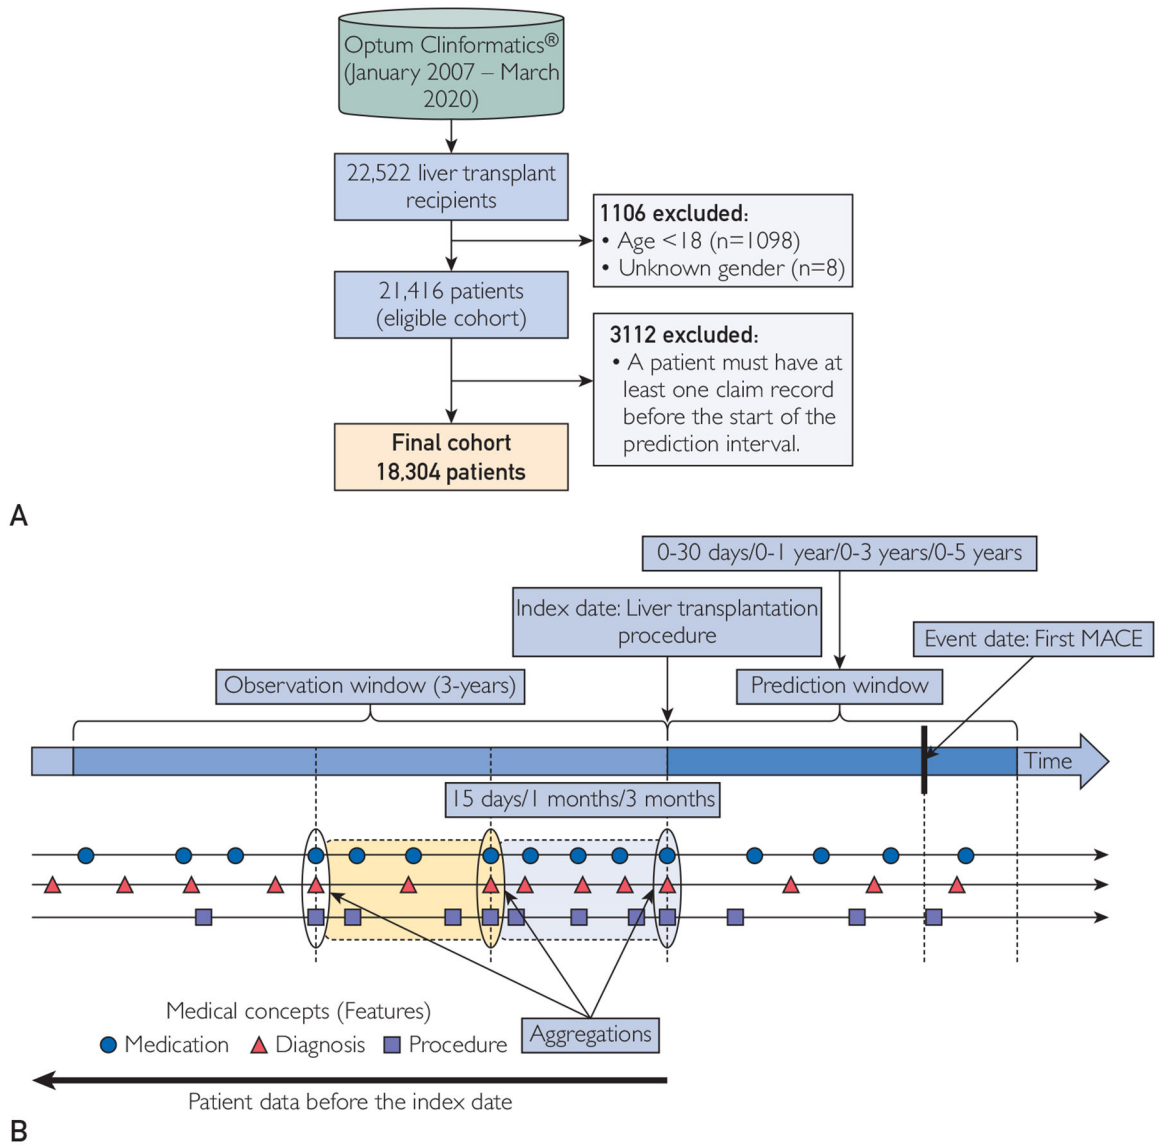 Optum Clinformatics®
(January 2007 – March
2020)
22,522 liver transplant
recipients
1106 excluded:
• Age <18 (n=1098)
• Unknown gender (n=8)
21,416 patients
(eligible cohort)
3112 excluded:
• A patient must have at
least one claim record
before the start of the
prediction interval.
Final cohort
18,304 patients
A
0-30 days/0-1 year/0-3 years/0-5 years
Index date: Liver transplantation
procedure
Event date: First MACE
Observation window (3-years)
Prediction window
Time
15 days/1 months/3 months
Medical concepts (Features)
Medication
Diagnosis
Procedure
Aggregations
Patient data before the index date
B